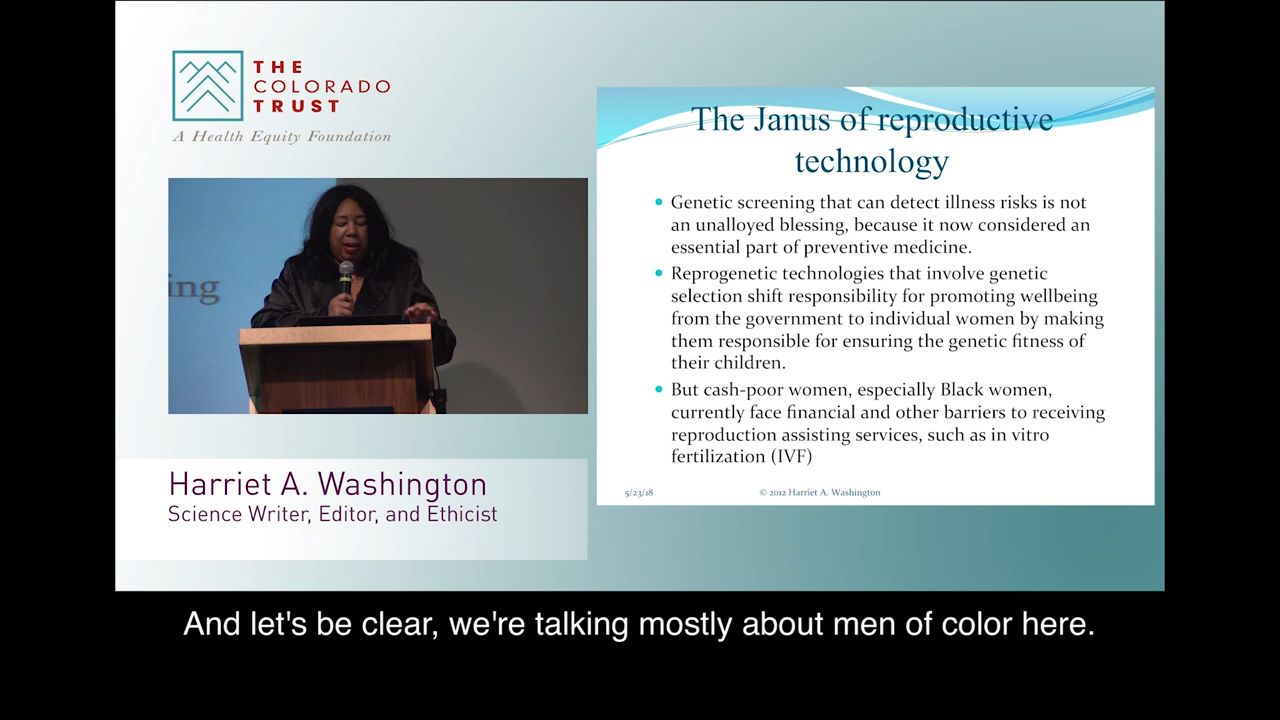 THE
COLORADO
TRUST
A Health Equity Foundation
ing
Harriet A. Washington
Science Writer, Editor, and Ethicist
The Janus of reproductive
technology
• Genetic screening that can detect illness risks is not
an unalloyed blessing, because it now considered an
essential part of preventive medicine.
• Reprogenetic technologies that involve genetic
selection shift responsibility for promoting wellbeing
from the government to individual women by making
them responsible for ensuring the genetic fitness of
their children.
• But cash-poor women, especially Black women,
currently face financial and other barriers to receiving
reproduction assisting services, such as in vitro
fertilization (IVF)
5/23/18
© 2012 Harriet A. Washington
And let's be clear, we're talking mostly about men of color here.